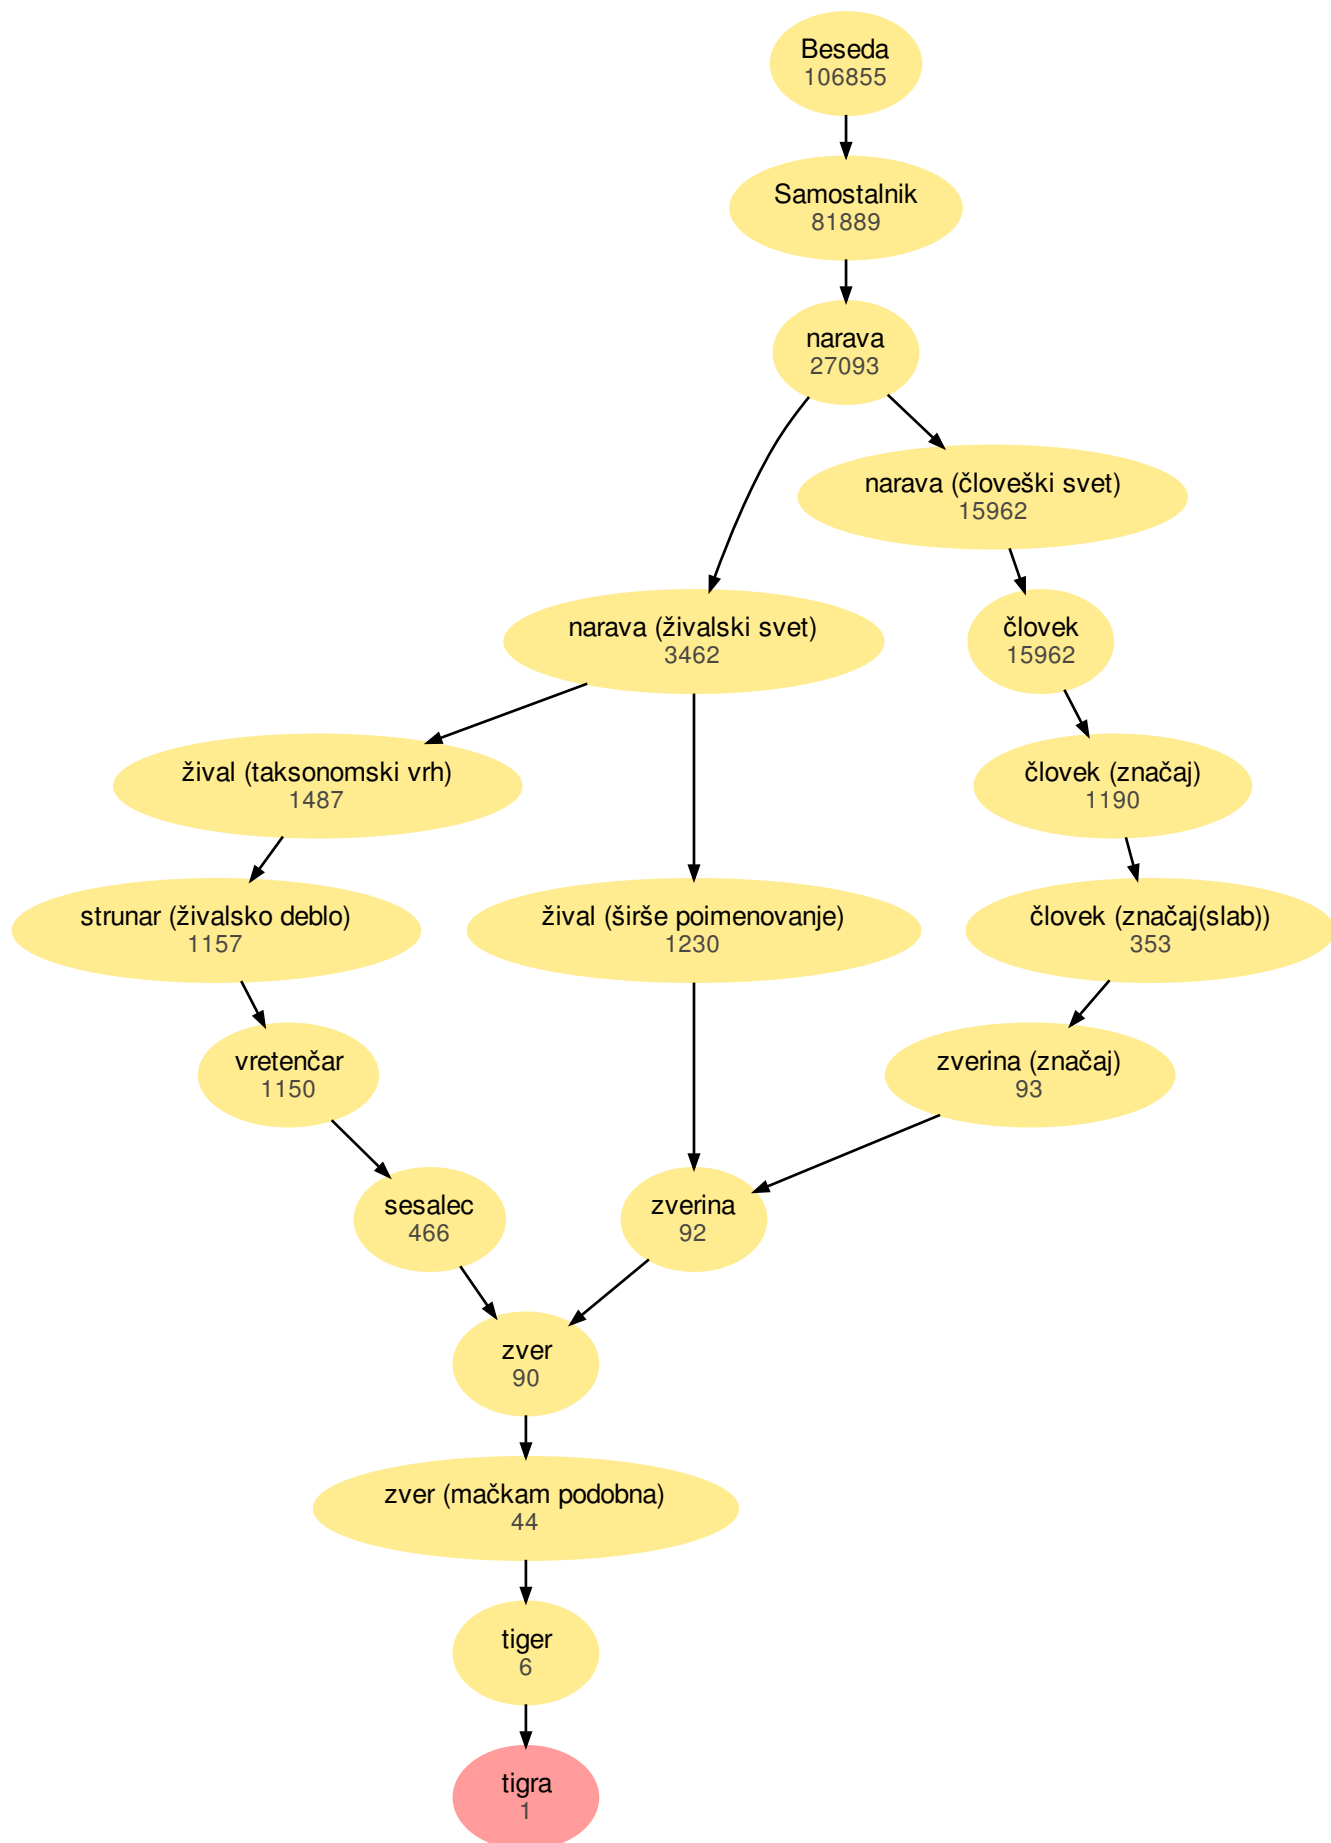 Beseda
106855
Samostalnik
81889
narava
27093
narava (človeški svet)
15962
narava (živalski svet)
3462
človek
15962
žival (taksonomski vrh)
1487
človek (značaj)
1190
strunar (živalsko deblo)
1157
žival (širše poimenovanje)
1230
človek (značaj(slab))
353
vretenčar
1150
zverina (značaj)
93
sesalec
466
zverina
92
zver
90
zver (mačkam podobna)
44
tiger
6
tigra
1